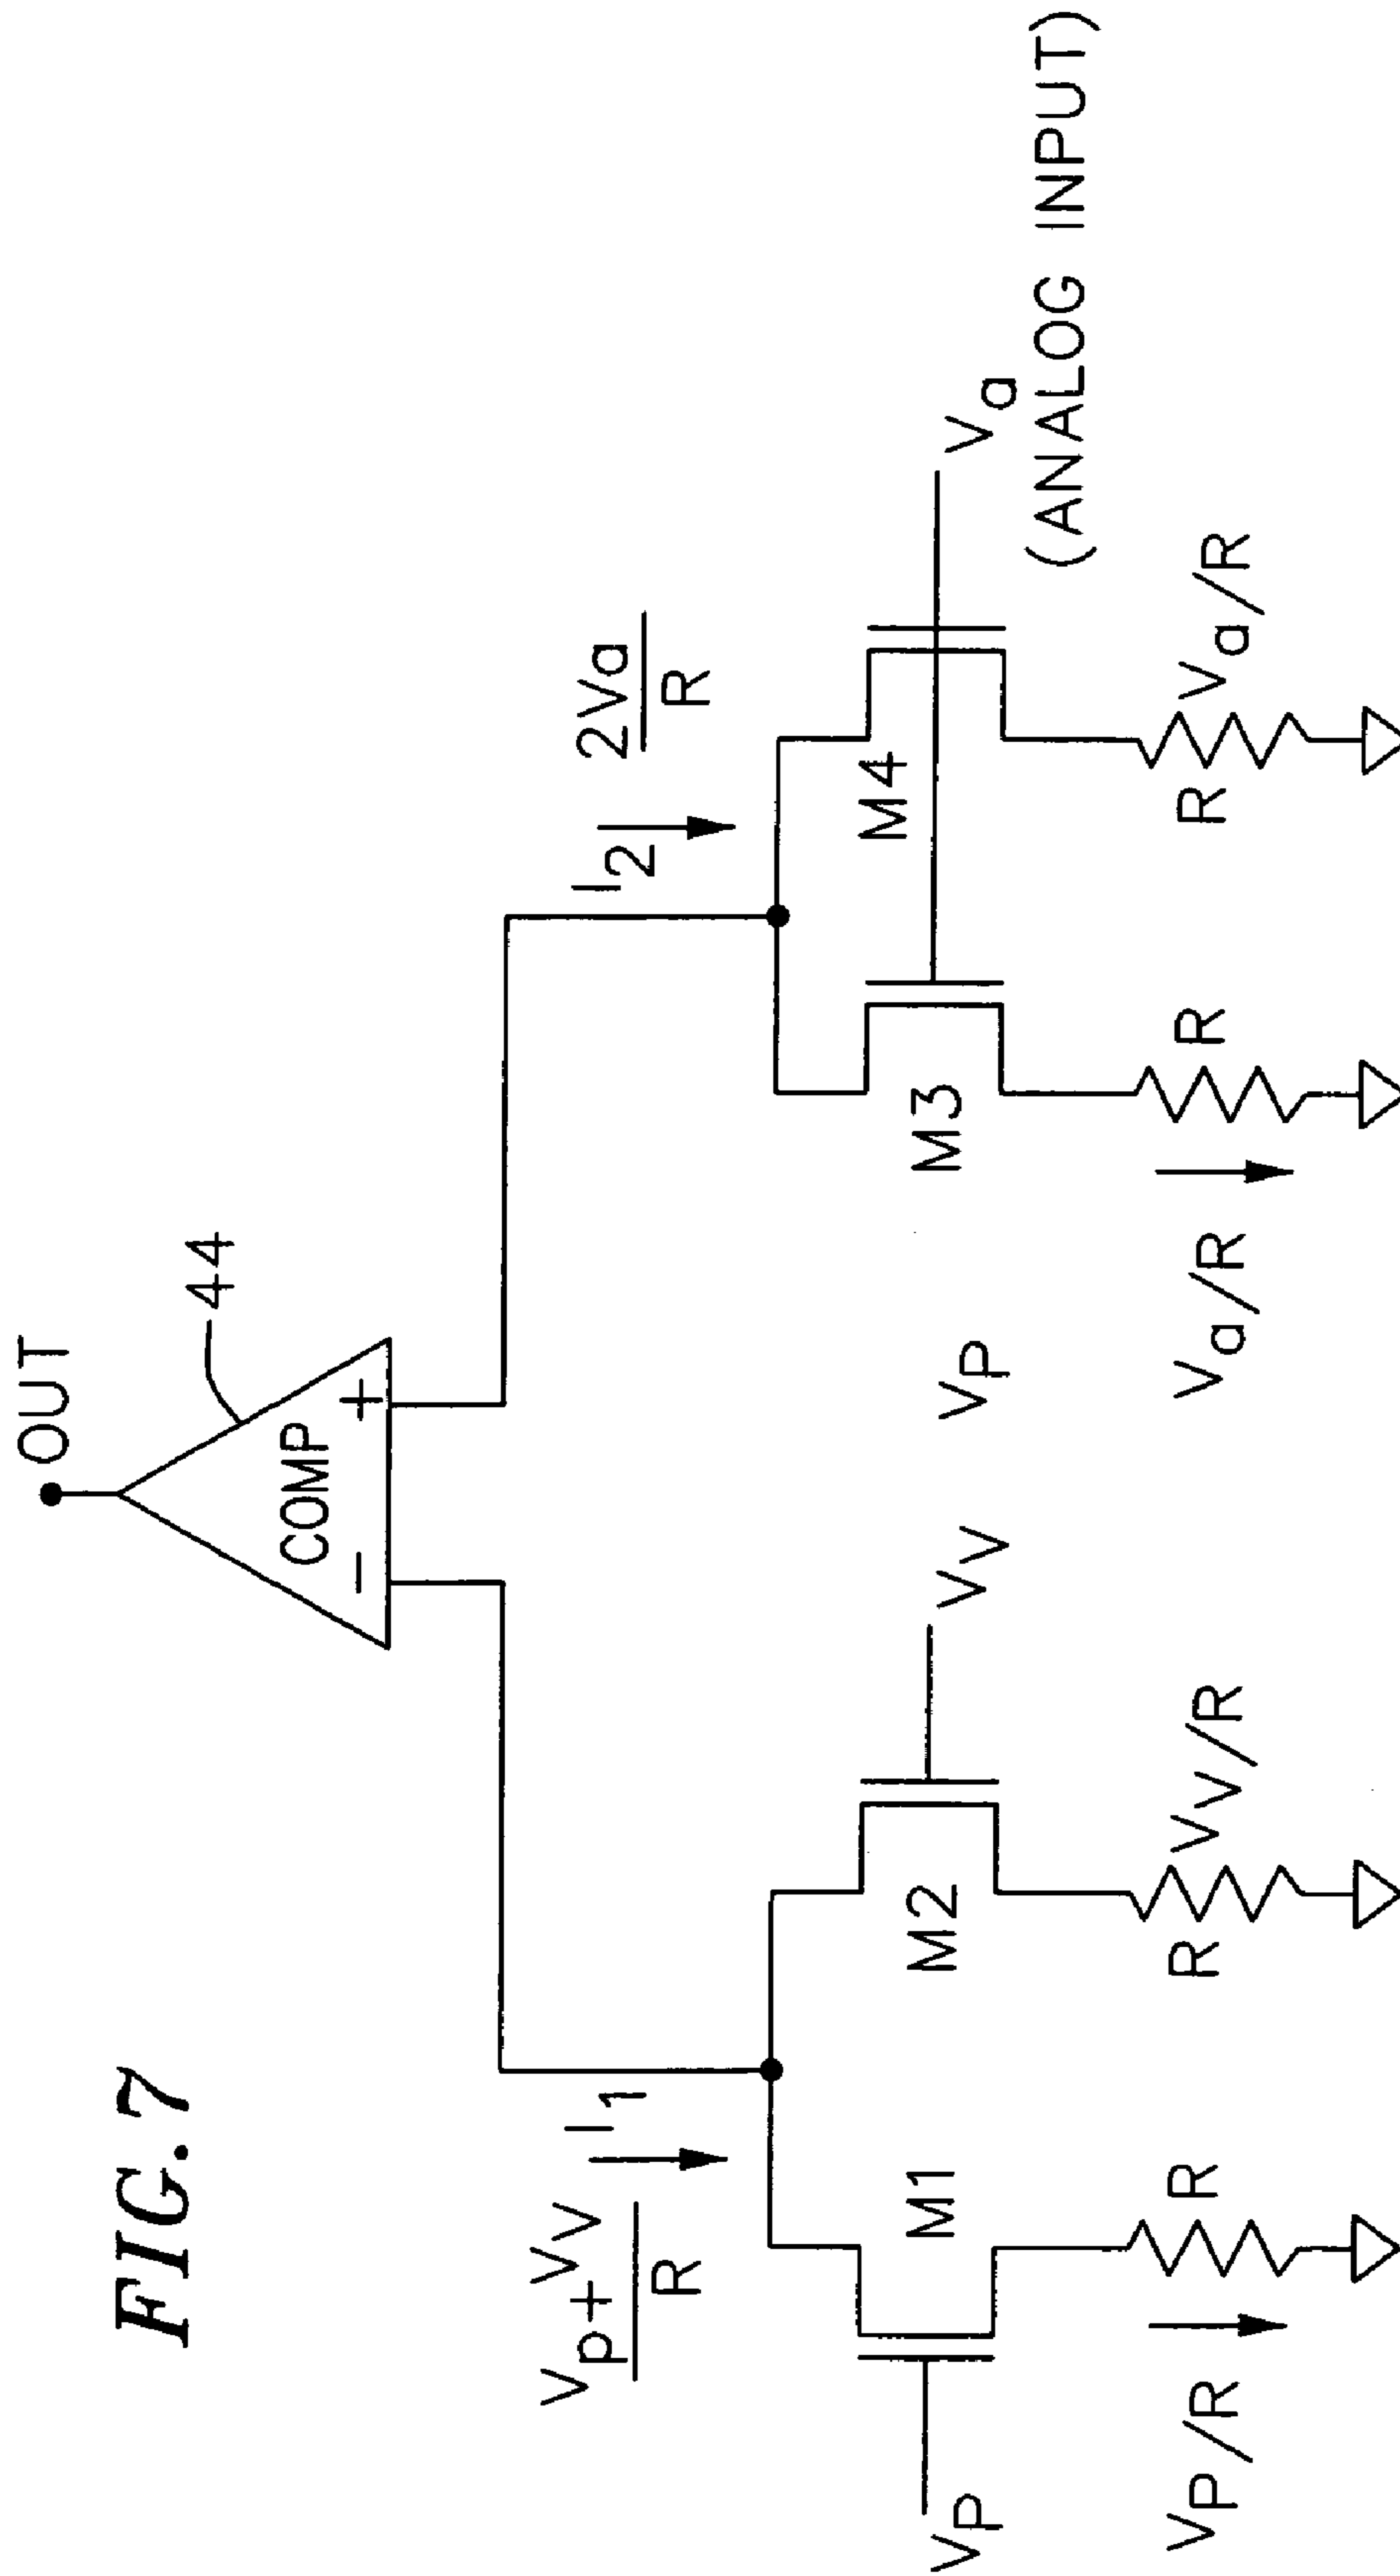 FIG.7
OUT
44
COMP
-
+
Vp+VV
R
I1
I2
2Va
R
VP
M1
M2
VV
VP
M3
M4
Va
(ANALOG INPUT)
VP/R
R
R
VV/R
Va/R
R
R
Va/R